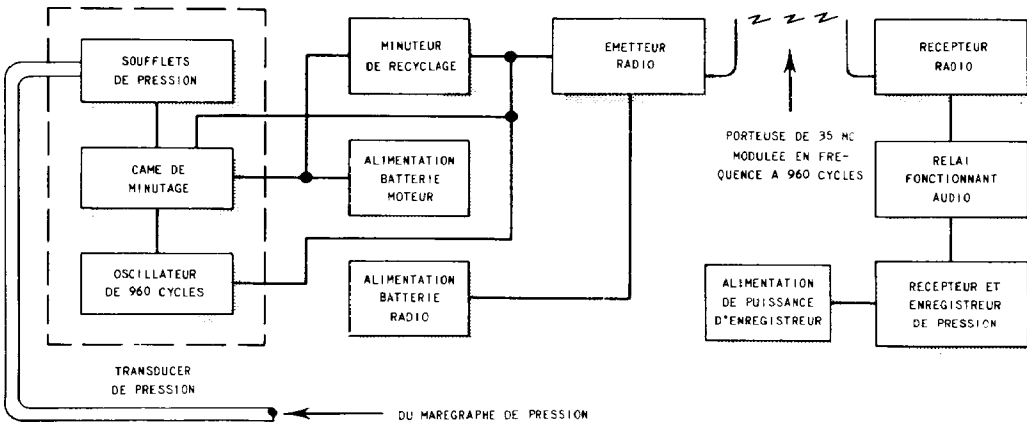 SOUFFLETS
DE PRESSION
CAME DE
MINUTAGE
OSCILLATEUR
DE 960 CYCLES
TRANSDUCER
DE PRESSION
MINUTEUR
DE RECYCLAGE
ALIMENTATION
BATTERIE
MOTEUR
ALIMENTATION
BATTERIE
RADIO
EMETTEUR
RADIO
PORTEUSE DE 35 MC
MODULEE EN FRE-
QUENCE A 960 CYCLES
RECEPTEUR
RADIO
RELAI
FONCTIONNANT
AUDIO
ALIMENTATION
DE PUISSANCE
D'ENREGISTREUR
RECEPTEUR ET
ENREGISTREUR
DE PRESSION
DU MAREGRAPHE DE PRESSION